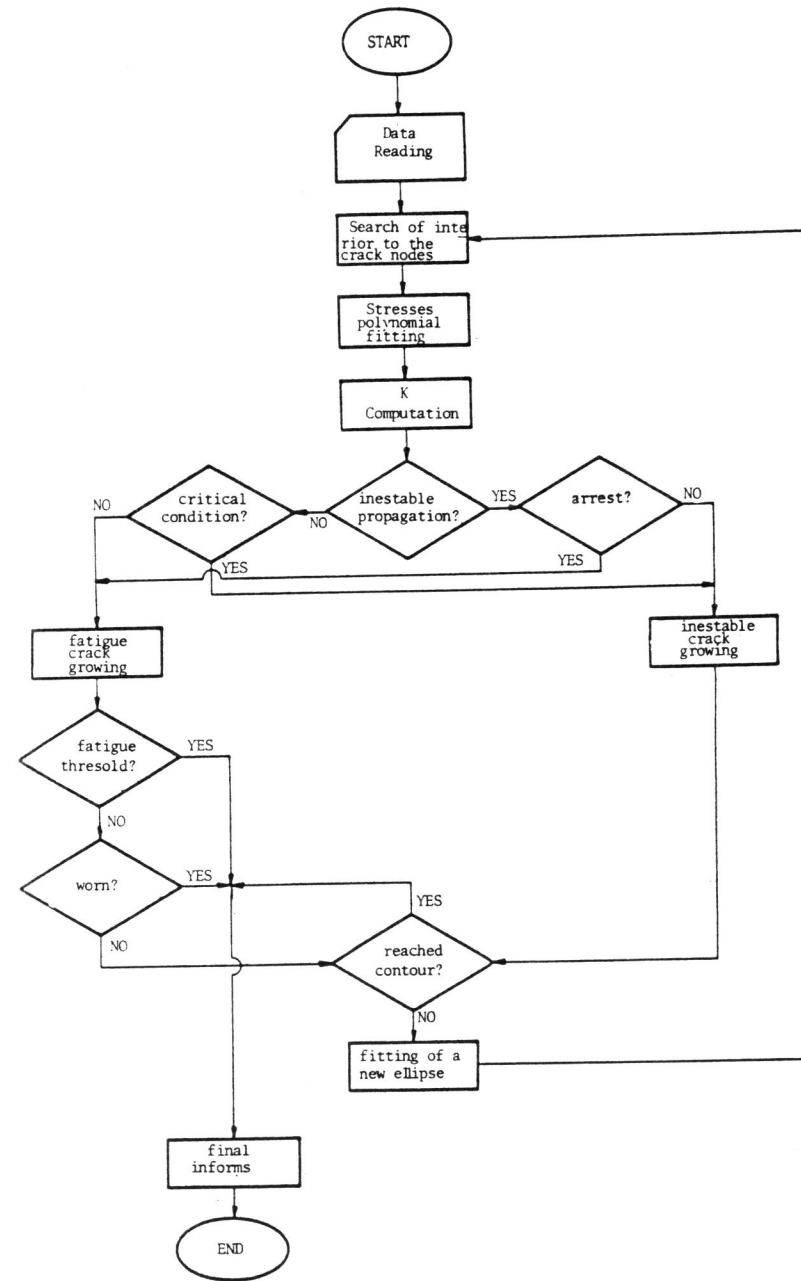 START
Data
Reading
Search of inte
rior to the
crack nodes
Stresses
polynomial
fitting
K
Computation
NO
critical
condition?
NO
inestable
propagation?
YES
arrest?
NO
YES
YES
fatigue
crack
growing
inestable
crack
growing
fatigue
thresold?
YES
NO
worn?
YES
YES
NO
reached
contour?
NO
fitting of a
new ellipse
final
informs
END